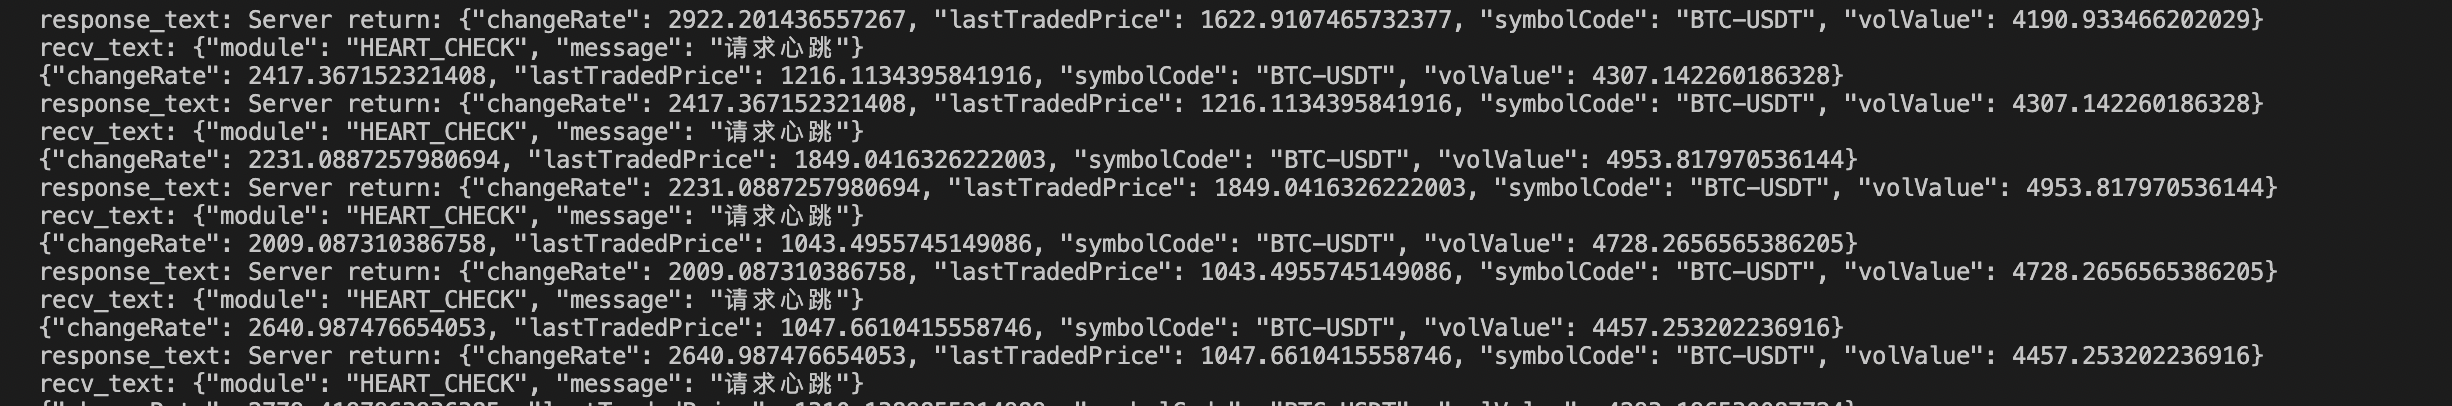 response_text: Server return: {"changeRate": 2922.201436557267, "lastTradedPrice": 1622.9107465732377, "symbolCode": "BTC-USDT", "volValue": 4190.933466202029}
recv_text: {"module": "HEART_CHECK", "message": "请求心跳"}
{"changeRate": 2417.367152321408, "lastTradedPrice": 1216.1134395841916, "symbolCode": "BTC-USDT", "volValue": 4307.142260186328}
response_text: Server return: {"changeRate": 2417.367152321408, "lastTradedPrice": 1216.1134395841916, "symbolCode": "BTC-USDT", "volValue": 4307.142260186328}
recv_text: {"module": "HEART_CHECK", "message": "请求心跳"}
{"changeRate": 2231.0887257980694, "lastTradedPrice": 1849.0416326222003, "symbolCode": "BTC-USDT", "volValue": 4953.817970536144}
response_text: Server return: {"changeRate": 2231.0887257980694, "lastTradedPrice": 1849.0416326222003, "symbolCode": "BTC-USDT", "volValue": 4953.817970536144}
recv_text: {"module": "HEART_CHECK", "message": "请求心跳"}
{"changeRate": 2009.087310386758, "lastTradedPrice": 1043.4955745149086, "symbolCode": "BTC-USDT", "volValue": 4728.2656565386205}
response_text: Server return: {"changeRate": 2009.087310386758, "lastTradedPrice": 1043.4955745149086, "symbolCode": "BTC-USDT", "volValue": 4728.2656565386205}
recv_text: {"module": "HEART_CHECK", "message": "请求心跳"}
{"changeRate": 2640.987476654053, "lastTradedPrice": 1047.6610415558746, "symbolCode": "BTC-USDT", "volValue": 4457.253202236916}
response_text: Server return: {"changeRate": 2640.987476654053, "lastTradedPrice": 1047.6610415558746, "symbolCode": "BTC-USDT", "volValue": 4457.253202236916}
recv_text: {"module": "HEART_CHECK", "message": "请求心跳"}